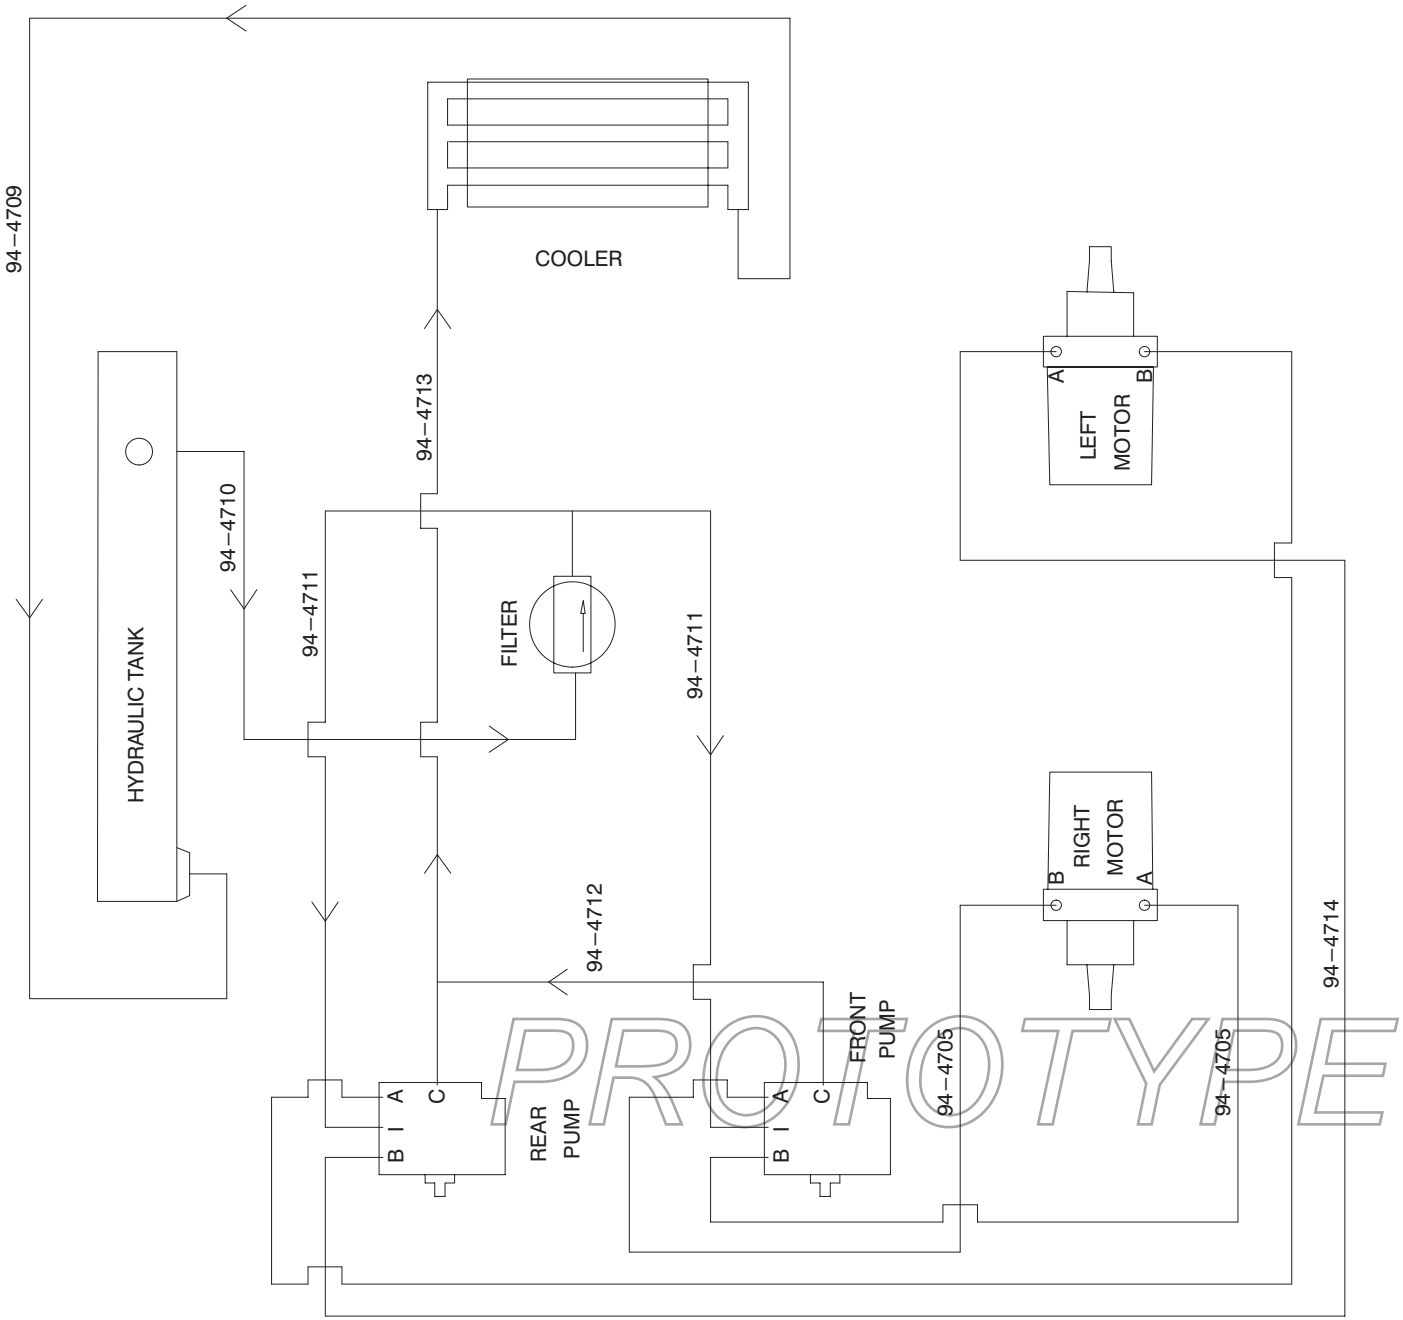 94-4709
COOLER
94-4713
A
B
LEFT
MOTOR
94-4710
94-4711
FILTER
94-4711
HYDRAULIC TANK
RIGHT
MOTOR
B
A
94-4712
94-4714
FRONT
PUMP
94-4705
94-4705
PROTOTYPE
A
C
I
B
REAR
PUMP
A
C
I
B